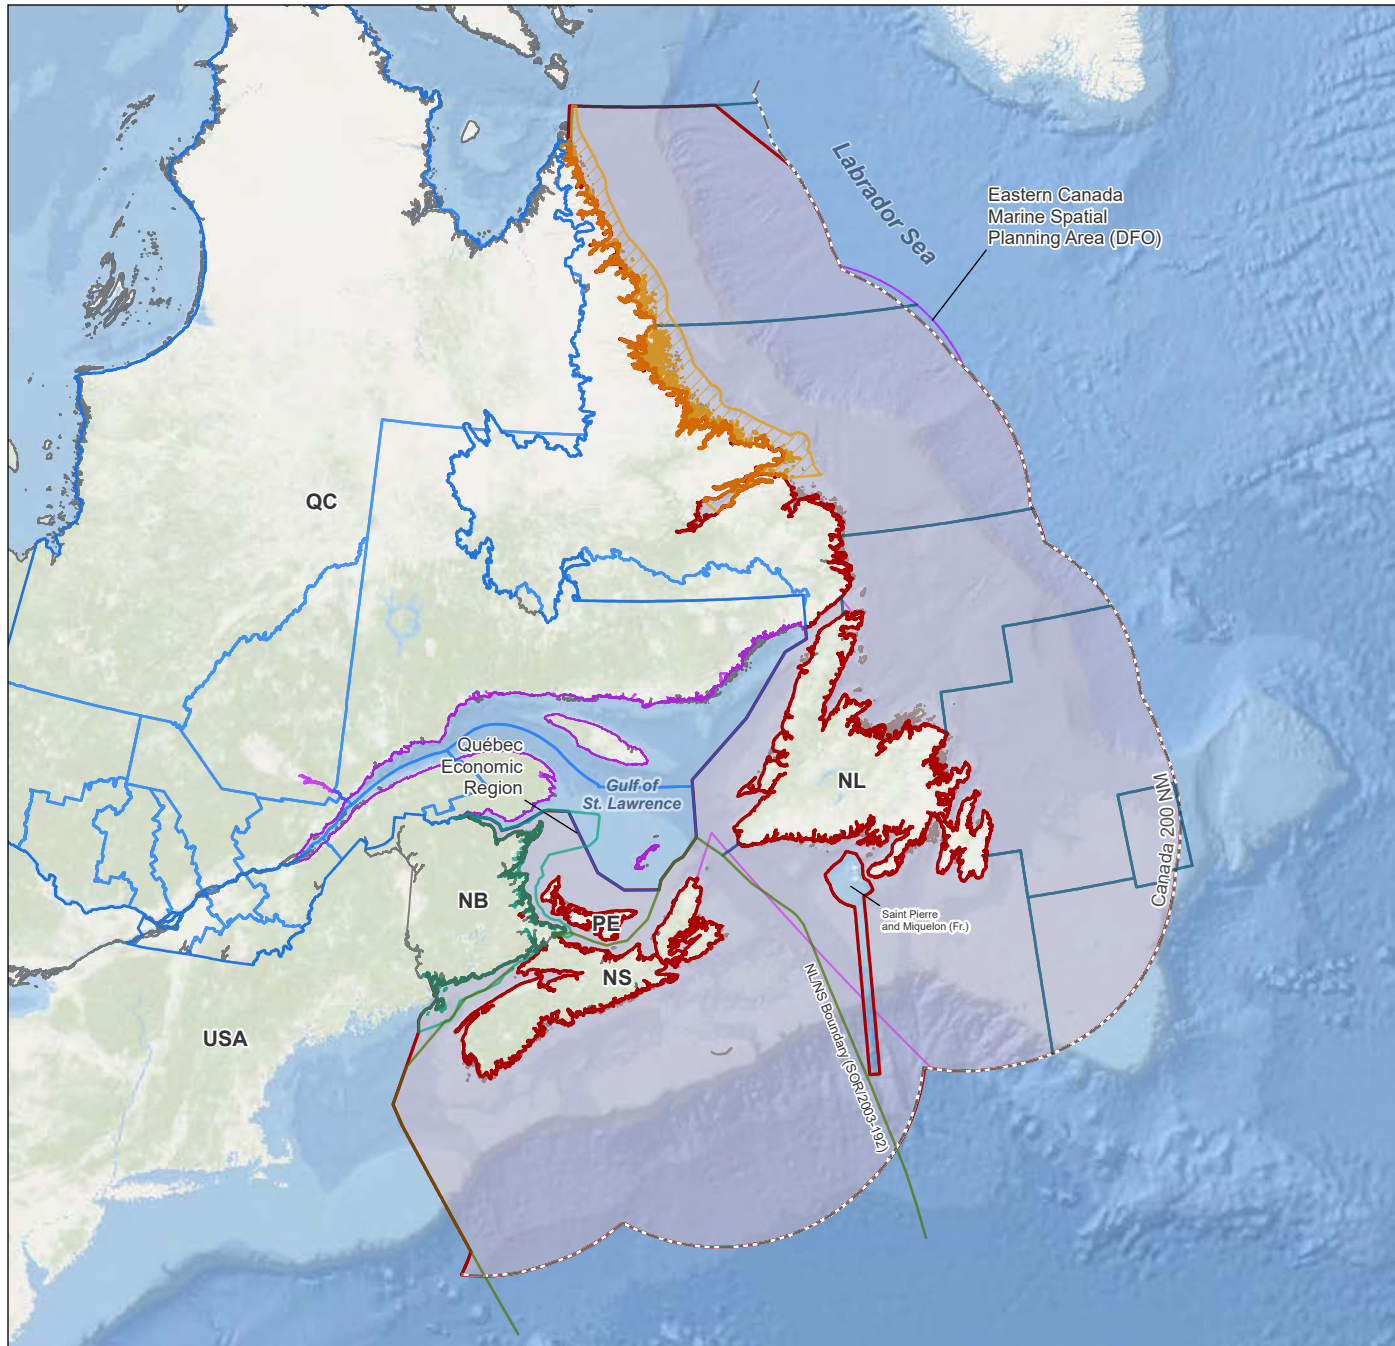 Labrador Sea
Eastern Canada
Marine Spatial
Planning Area (DFO)
QC
Québec
Economic
Region
Gulf of
St. Lawrence
NL
Canada 200 NM
NB
PE
Saint Pierre
and Miquelon (Fr.)
NS
NL/NS Boundary (SOR/2003-192)
USA